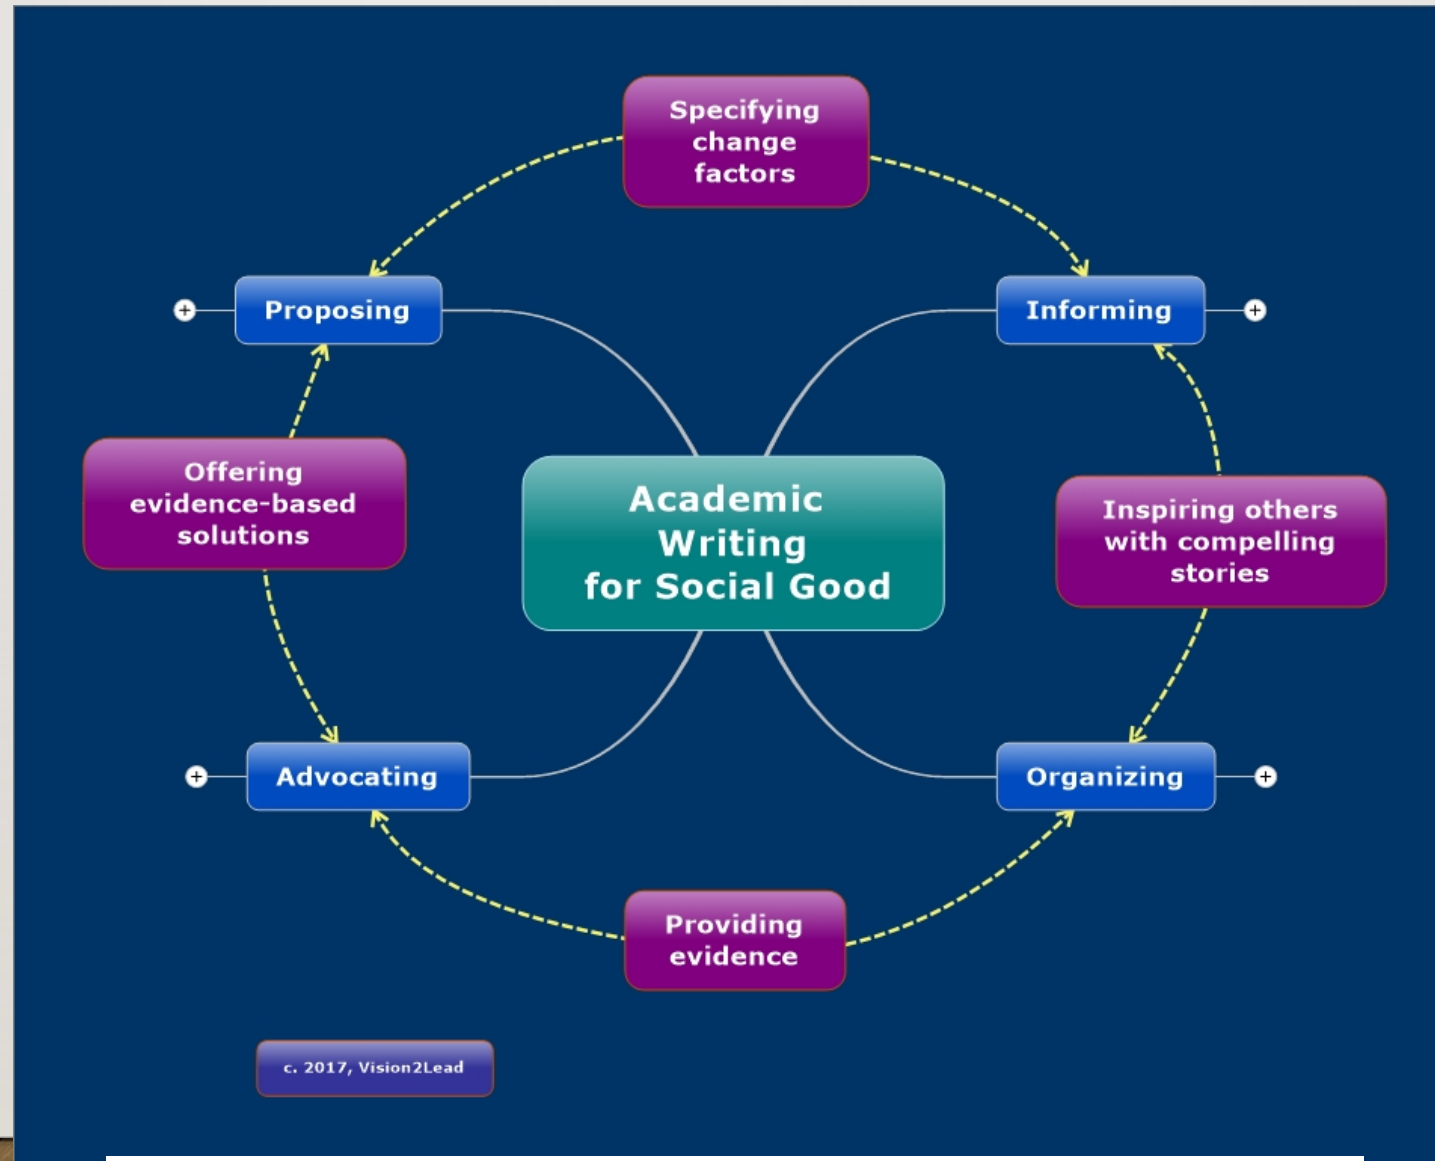 Specifying
change
factors
Proposing
Informing
Offering
evidence-based
solutions
Academic
Writing
for Social Good
Inspiring others
with compelling
stories
Advocating
Organizing
Providing
evidence
c. 2017, Vision2Lead